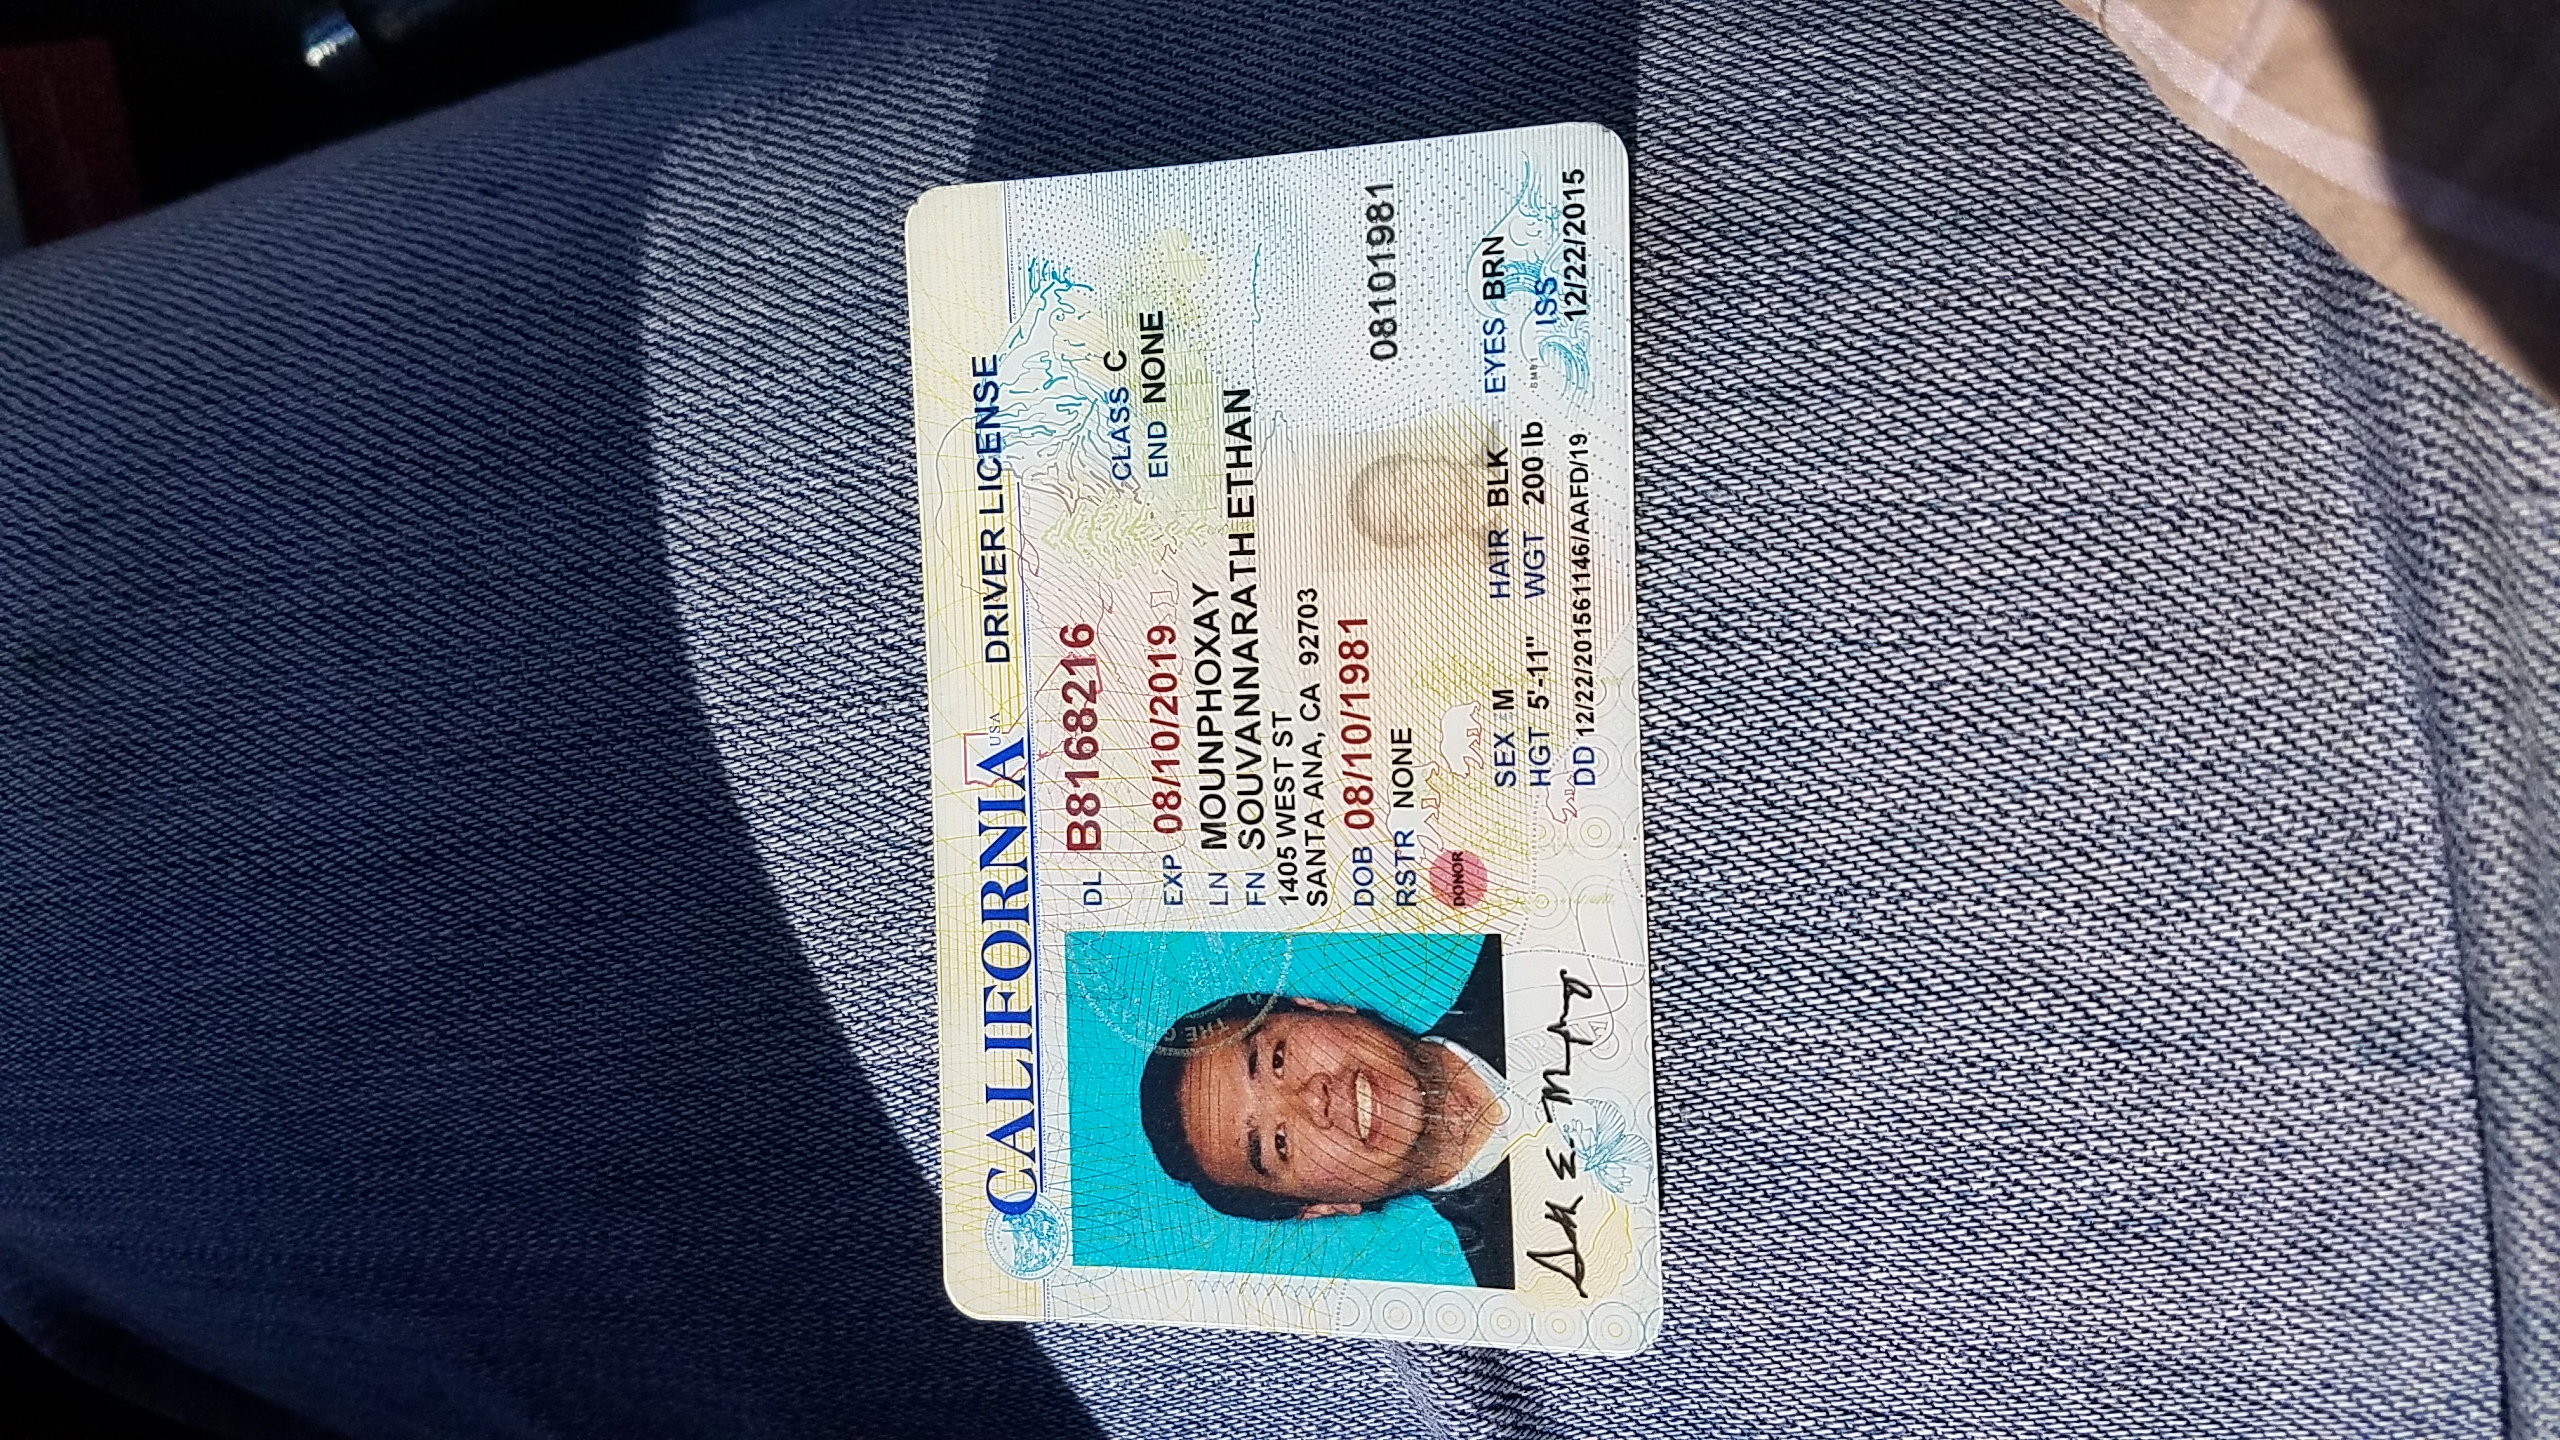 CALIFORNIA USA DRIVER LICENSE
DL B8168216
CLASS C
EXP 08/10/2019
END NONE
LN MOUNPHOXAY
FN SOUVANNARATH ETHAN
1405 WEST ST
SANTA ANA, CA 92703
DOB 08/10/1981
RSTR NONE
08101981
DONOR
SEX M HAIR BLK EYES BRN
HGT 5'-11" WGT 200 lb
ISS
DD 12/22/201561146/AAFD/19
12/22/2015